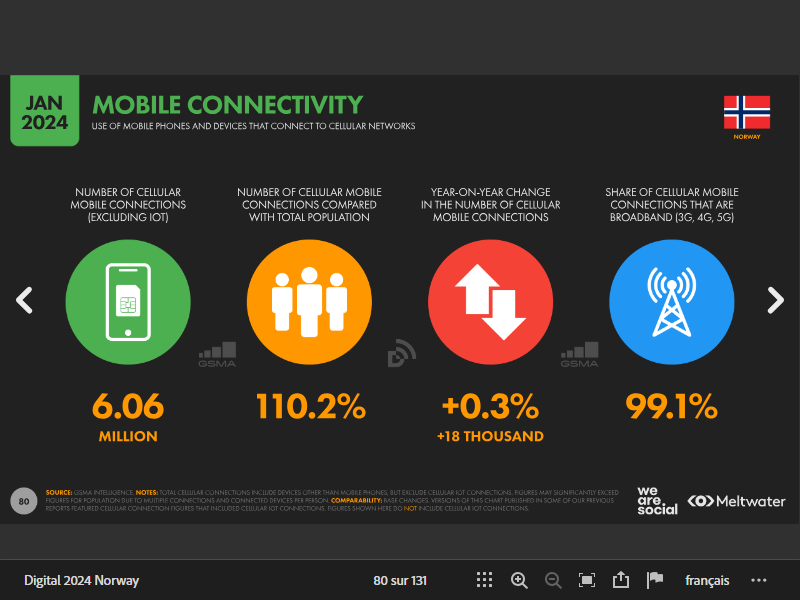 JAN
2024
MOBILE CONNECTIVITY
USE OF MOBILE PHONES AND DEVICES THAT CONNECT TO CELLULAR NETWORKS
NORWAY
NUMBER OF CELLULAR
MOBILE CONNECTIONS
(EXCLUDING IOT)
NUMBER OF CELLULAR MOBILE
CONNECTIONS COMPARED
WITH TOTAL POPULATION
YEAR-ON-YEAR CHANGE
IN THE NUMBER OF CELLULAR
MOBILE CONNECTIONS
SHARE OF CELLULAR MOBILE
CONNECTIONS THAT ARE
BROADBAND (3G, 4G, 5G)
GSMA
GSMA
6.06
MILLION
110.2%
+0.3%
+18 THOUSAND
99.1%
80
SOURCE: GSMA INTELLIGENCE. NOTES: TOTAL CELLULAR CONNECTIONS INCLUDE DEVICES OTHER THAN MOBILE PHONES, BUT EXCLUDE CELLULAR IOT CONNECTIONS. FIGURES MAY SIGNIFICANTLY EXCEED
FIGURES FOR POPULATION DUE TO MULTIPLE CONNECTIONS AND CONNECTED DEVICES PER PERSON. COMPARABILITY: BASE CHANGES. VERSIONS OF THIS CHART PUBLISHED IN SOME OF OUR PREVIOUS
REPORTS FEATURED CELLULAR CONNECTION FIGURES THAT INCLUDED CELLULAR IOT CONNECTIONS. FIGURES SHOWN HERE DO NOT INCLUDE CELLULAR IOT CONNECTIONS.
we
are
social
Meltwater
Digital 2024 Norway
80 sur 131
français